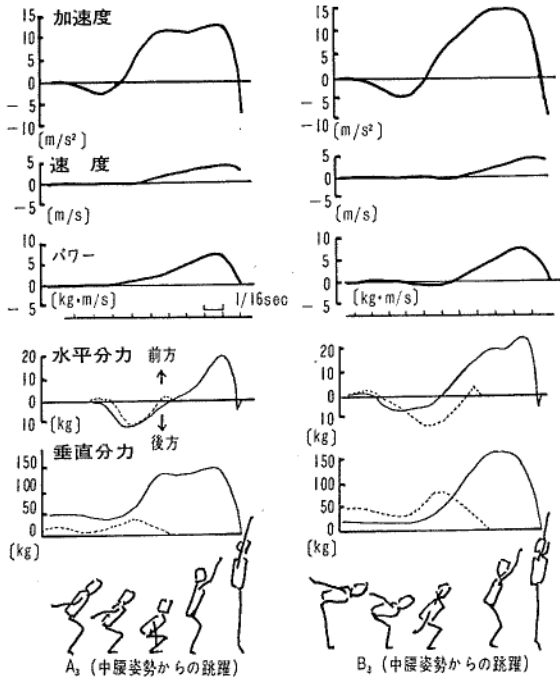 15
10
加速度
5
0
－5
－10
[m/s²]
5
速度
0
－5
[m/s]
10
パワー
5
0
－5
[kg・m/s]
1/16sec
20
水平分力
前方
10
0
10
後方
[kg]
垂直分力
150
100
50
0
[kg]
A₃ (中腰姿勢からの跳躍)
15
10
5
0
－5
－10
[m/s²]
5
0
－5
[m/s]
10
5
0
－5
[kg・m/s]
20
10
0
10
[kg]
150
100
50
0
[kg]
B₃ (中腰姿勢からの跳躍)